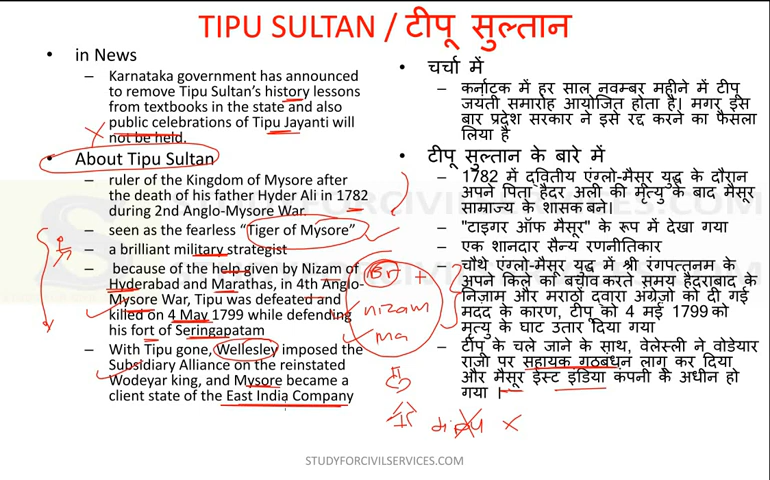 TIPU SULTAN / टीपू सुल्तान
• in News
– Karnataka government has announced
to remove Tipu Sultan's history lessons
from textbooks in the state and also
public celebrations of Tipu Jayanti will
not be held.
• About Tipu Sultan
– ruler of the Kingdom of Mysore after
the death of his father Hyder Ali in 1782
during 2nd Anglo-Mysore War.
– seen as the fearless "Tiger of Mysore"
– a brilliant military strategist
– because of the help given by Nizam of
Hyderabad and Marathas, in 4th Anglo-
Mysore War, Tipu was defeated and
killed on 4 May 1799 while defending
his fort of Seringapatam
– With Tipu gone, Wellesley imposed the
Subsidiary Alliance on the reinstated
Wodeyar king, and Mysore became a
client state of the East India Company
• चर्चा में
– कर्नाटक में हर साल नवम्बर महीने में टीपू
जयंती समारोह आयोजित होता है। मगर इस
बार प्रदेश सरकार ने इसे रद्द करने का फैसला
लिया है
• टीपू सुल्तान के बारे में
– 1782 में द्वितीय एंग्लो-मैसूर युद्ध के दौरान
अपने पिता हैदर अली की मृत्यु के बाद मैसूर
साम्राज्य के शासक बने।
– "टाइगर ऑफ मैसूर" के रूप में देखा गया
– एक शानदार सैन्य रणनीतिकार
– चौथे एंग्लो-मैसूर युद्ध में श्री रंगपत्तनम के
अपने किले का बचाव करते समय हैदराबाद के
निज़ाम और मराठों द्वारा अंग्रेजों को दी गई
मदद के कारण, टीपू को 4 मई 1799 को
मृत्यु के घाट उतार दिया गया
– टीपू के चले जाने के साथ, वेलेस्ली ने वोडेयार
राजा पर सहायक गठबंधन लागू कर दिया
और मैसूर ईस्ट इंडिया कंपनी के अधीन हो
गया ।
Br +
nizam
Ma
STUDYFORCIVILSERVICES.COM